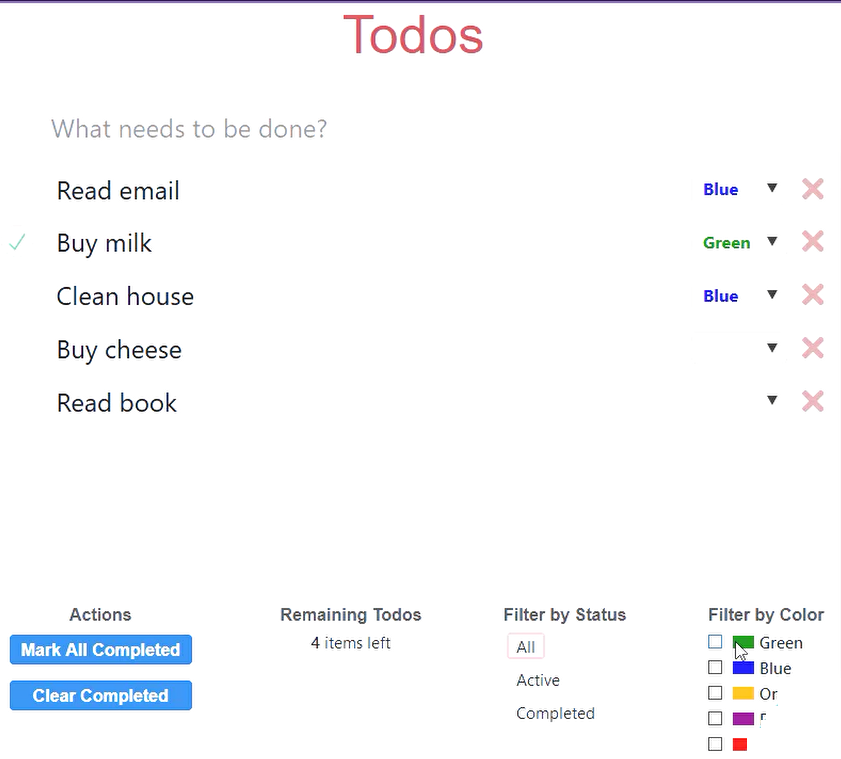 Todos
What needs to be done?
Read email Blue
Buy milk Green
Clean house Blue
Buy cheese
Read book
Actions Remaining Todos Filter by Status Filter by Color
Mark All Completed 4 items left All Green
Active Blue
Clear Completed Completed Or